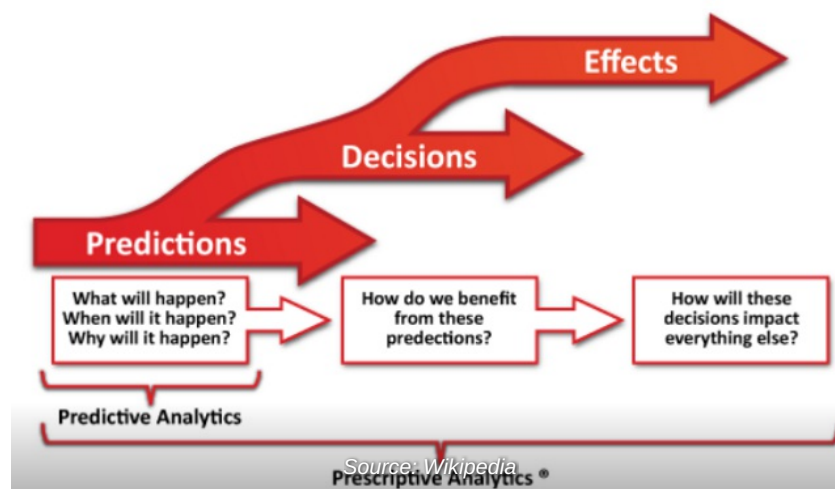 Effects
Decisions
Predictions
What will happen?
When will it happen?
Why will it happen?
How do we benefit
from these
predections?
How will these
decisions impact
everything else?
Predictive Analytics
Source: Wikipedia
Prescriptive Analytics ®